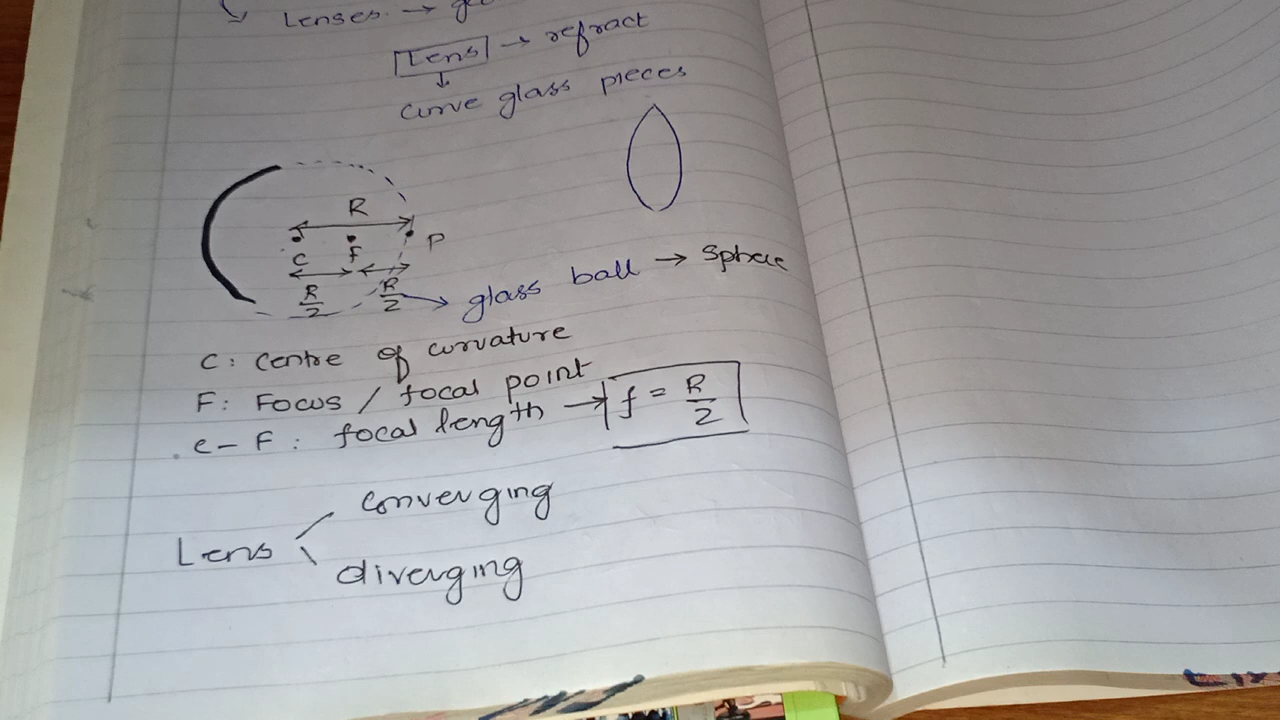 Lenses →
Lens → refract
↓
curve glass pieces
R
C F P
R/2 R/2 → glass ball → Sphere
C: Centre of curvature
F: Focus / focal point
C - F: focal length → f = R/2
converging
Lens
diverging